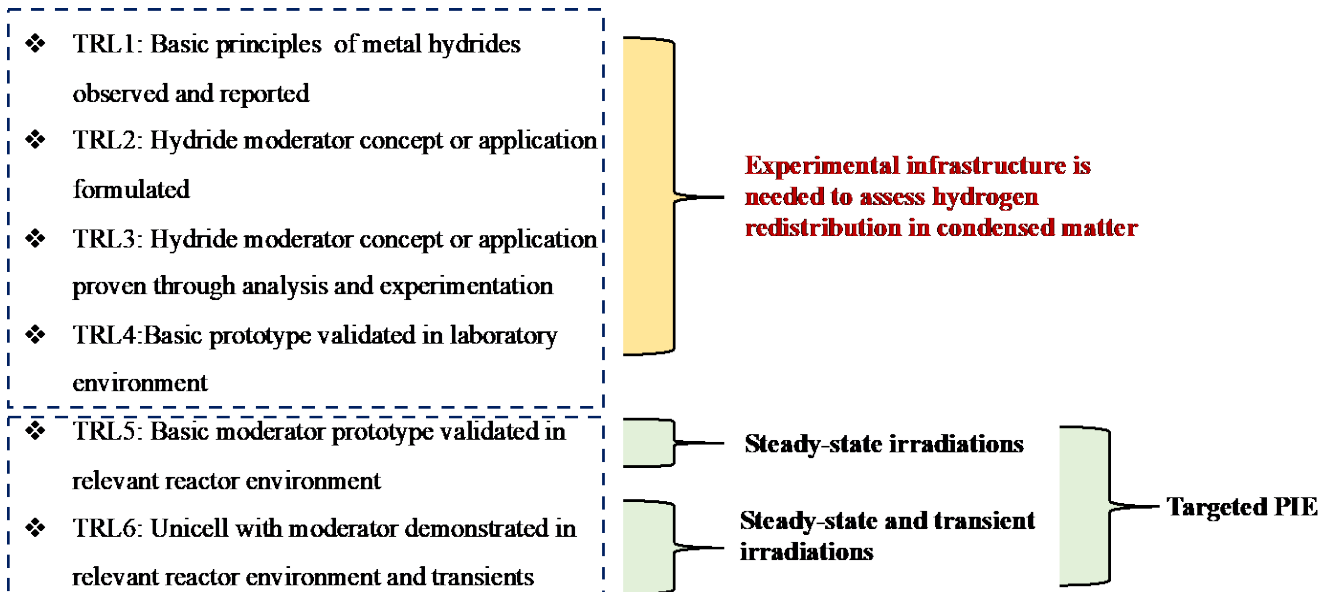 ❖ TRL1: Basic principles of metal hydrides
observed and reported
❖ TRL2: Hydride moderator concept or application
formulated
❖ TRL3: Hydride moderator concept or application
proven through analysis and experimentation
❖ TRL4:Basic prototype validated in laboratory
environment
Experimental infrastructure is
needed to assess hydrogen
redistribution in condensed matter
❖ TRL5: Basic moderator prototype validated in
relevant reactor environment
Steady-state irradiations
❖ TRL6: Unicell with moderator demonstrated in
relevant reactor environment and transients
Steady-state and transient
irradiations
Targeted PIE